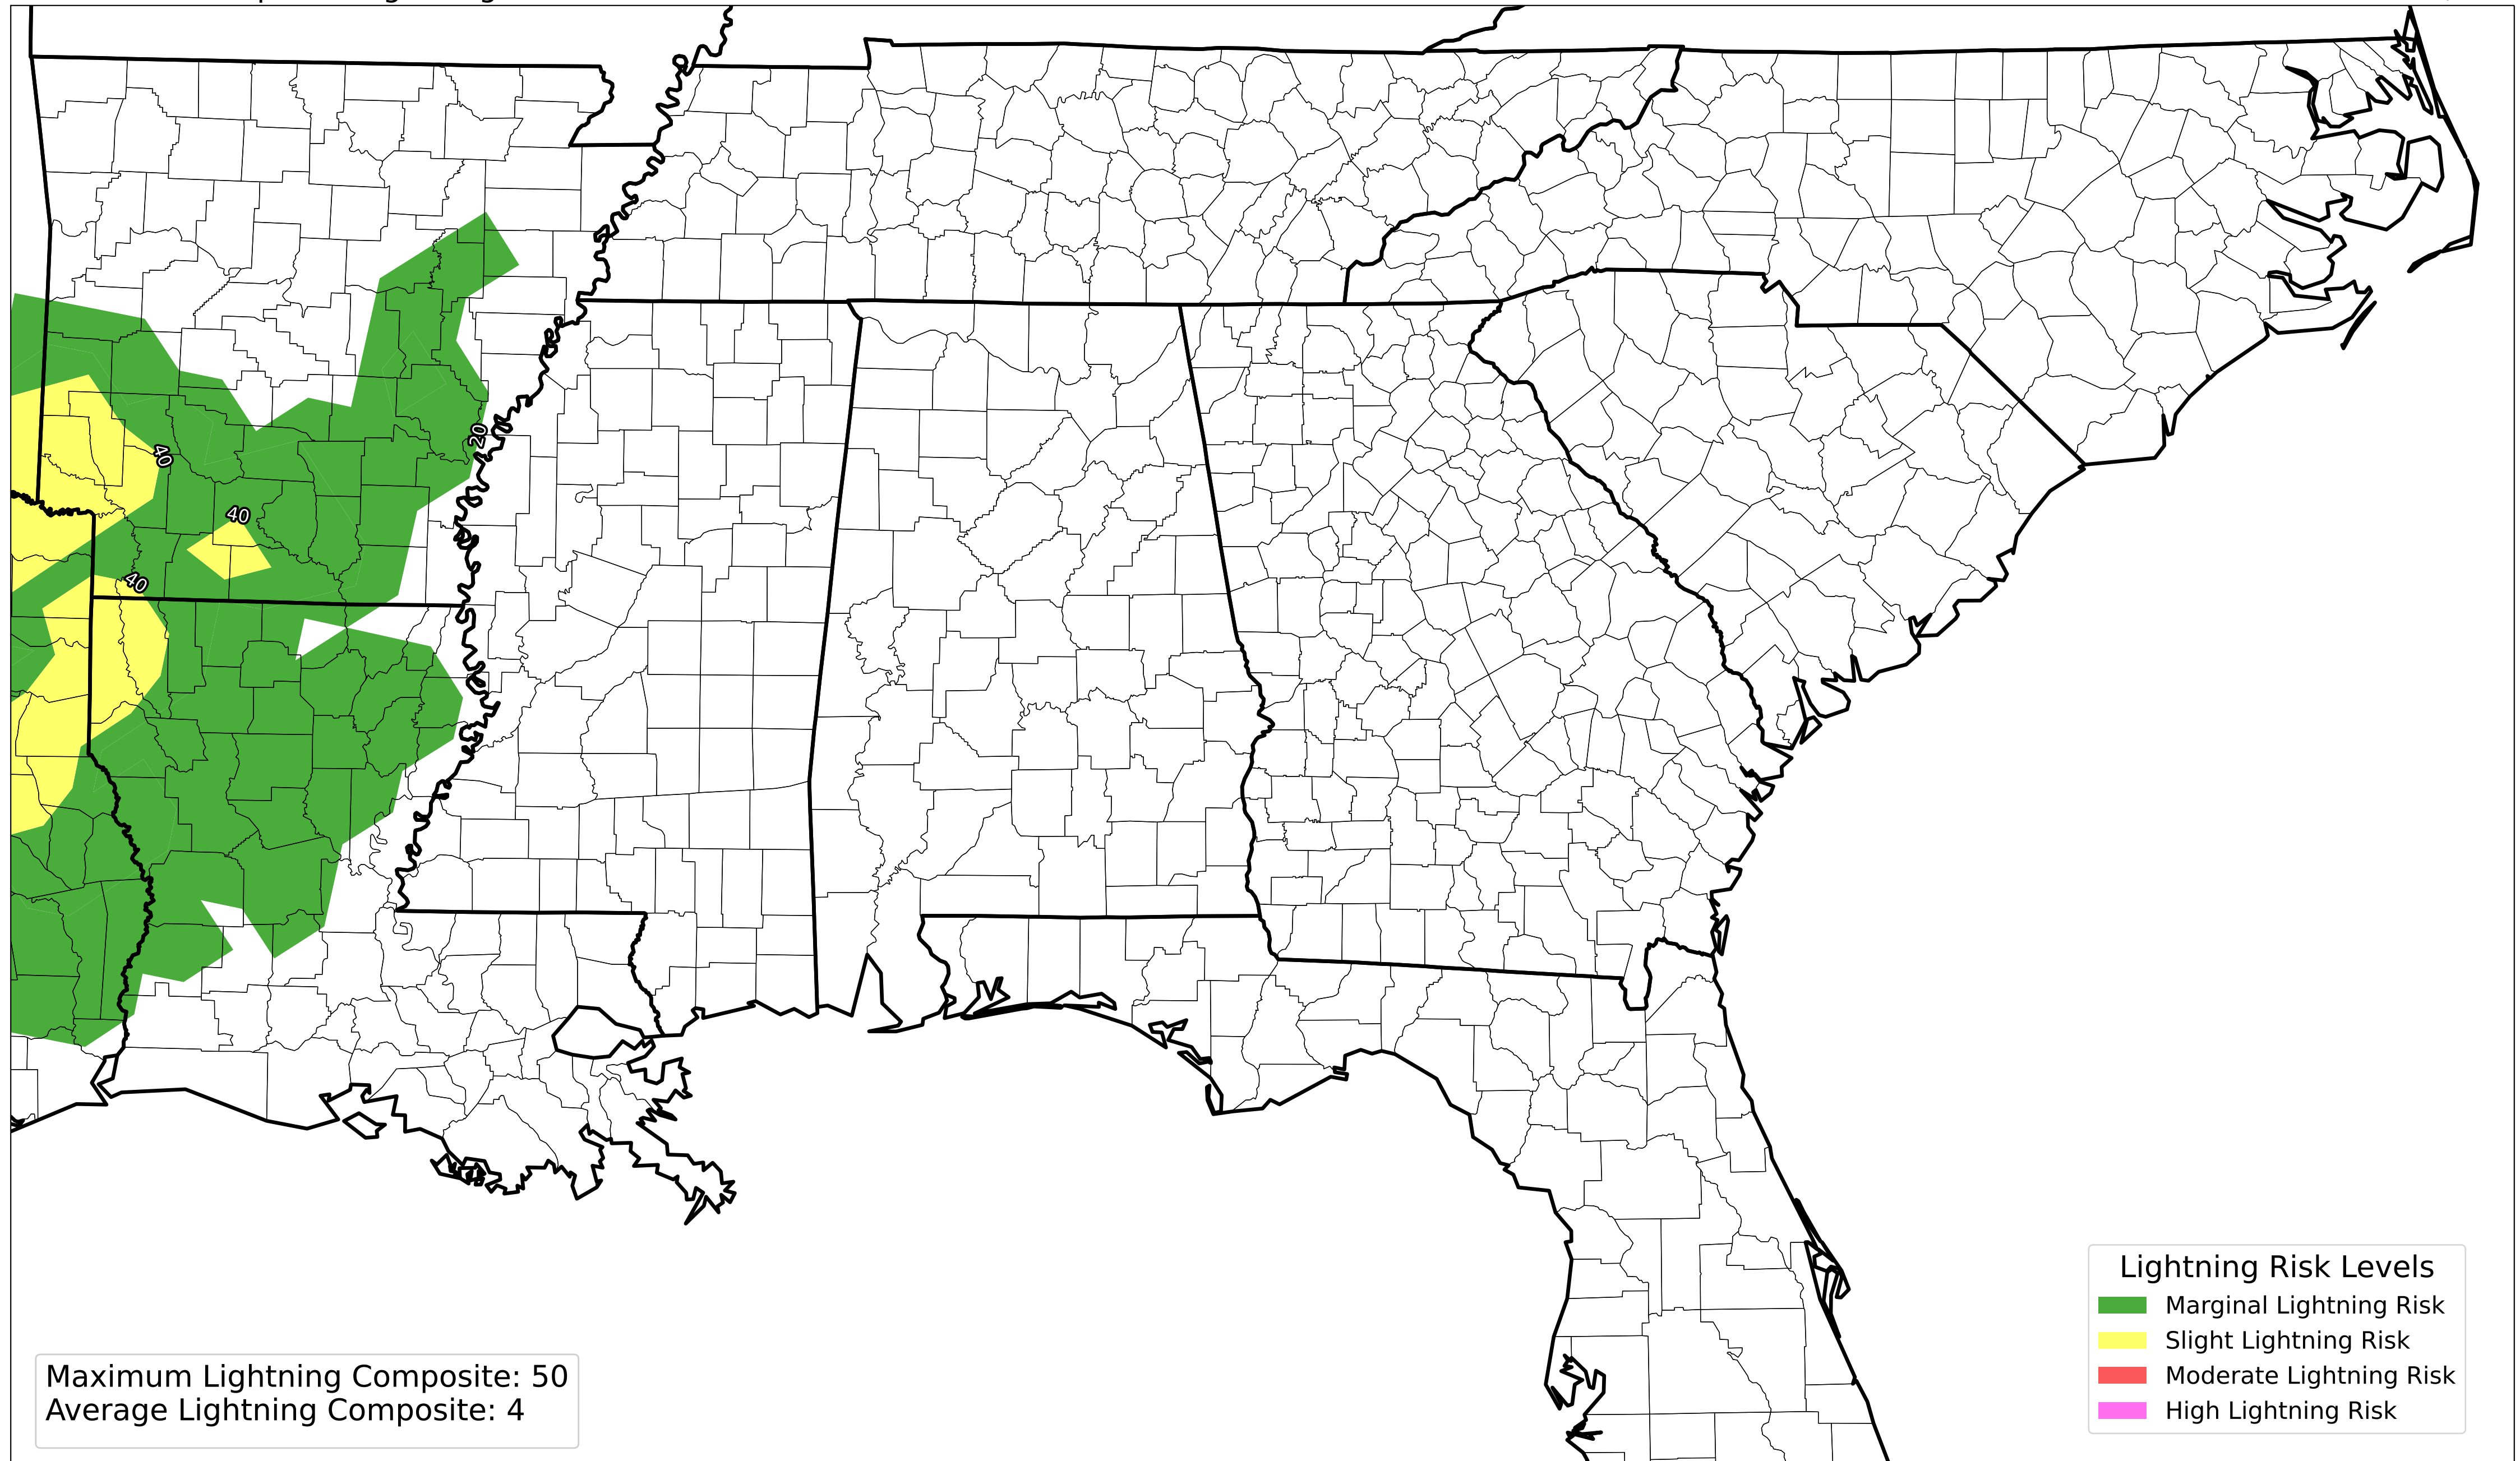 20
40
40
40
Lightning Risk Levels
Marginal Lightning Risk
Slight Lightning Risk
Moderate Lightning Risk
High Lightning Risk
Maximum Lightning Composite: 50
Average Lightning Composite: 4